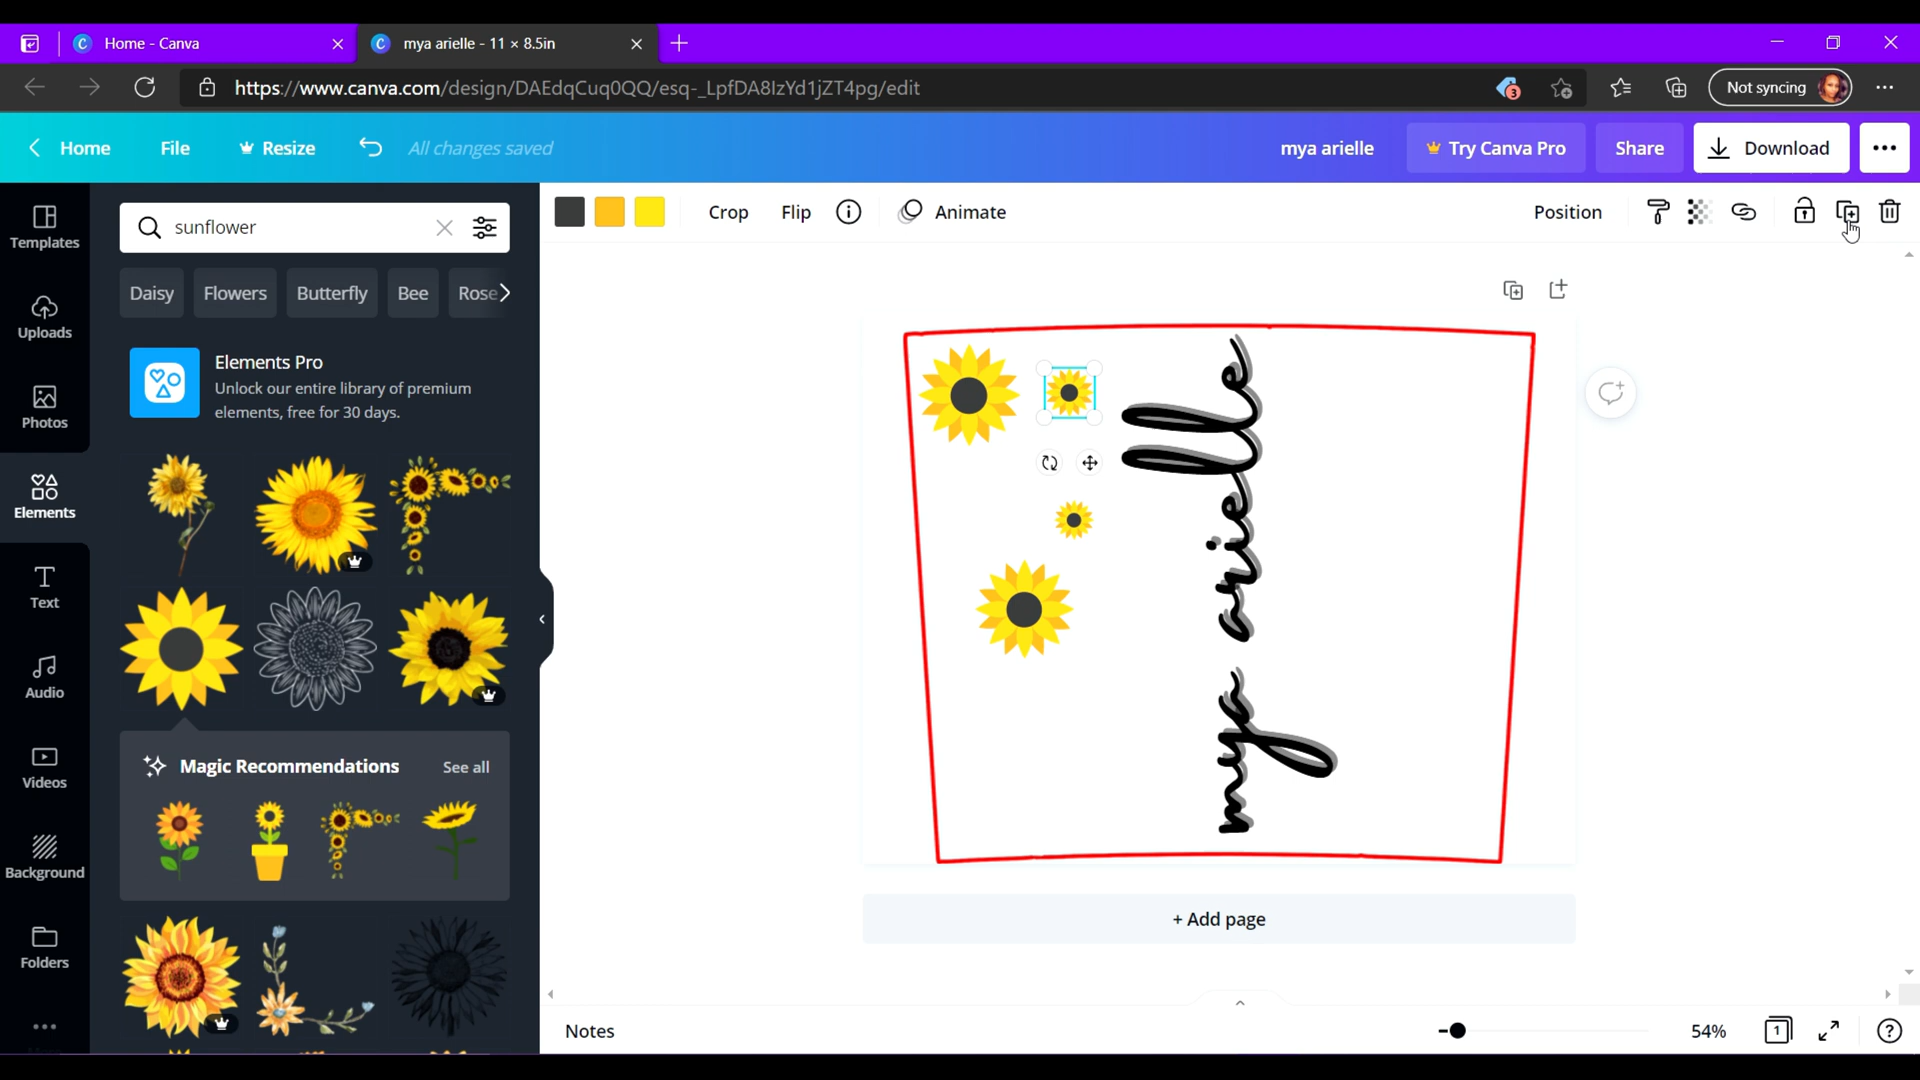 Home - Canva
mya arielle - 11 × 8.5in
https://www.canva.com/design/DAEdqCuq0QQ/esq-_LpfDA8IzYd1jZT4pg/edit
3
Not syncing
Home
File
Resize
All changes saved
mya arielle
Try Canva Pro
Share
Download
Templates
Uploads
Photos
Elements
Text
Audio
Videos
Background
Folders
sunflower
Daisy
Flowers
Butterfly
Bee
Rose
Elements Pro
Unlock our entire library of premium
elements, free for 30 days.
Magic Recommendations
See all
Crop
Flip
Animate
Position
mya arielle
+ Add page
Notes
54%
1